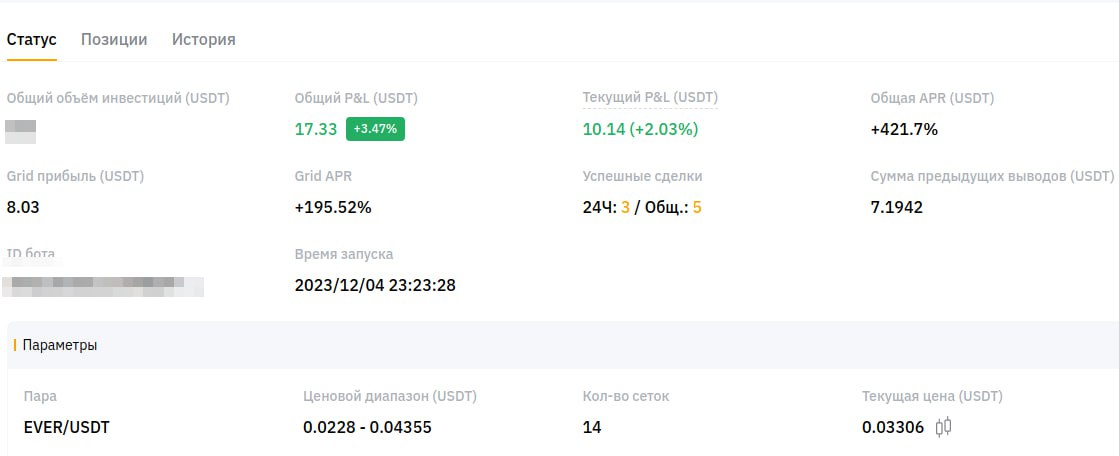 Статус Позиции История
Общий объём инвестиций (USDT) Общий P&L (USDT) Текущий P&L (USDT) Общая APR (USDT)
17.33 +3.47% 10.14 (+2.03%) +421.7%
Grid прибыль (USDT) Grid APR Успешные сделки Сумма предыдущих выводов (USDT)
8.03 +195.52% 24Ч: 3 / Общ.: 5 7.1942
ID бота Время запуска
2023/12/04 23:23:28
Параметры
Пара Ценовой диапазон (USDT) Кол-во сеток Текущая цена (USDT)
EVER/USDT 0.0228 - 0.04355 14 0.03306